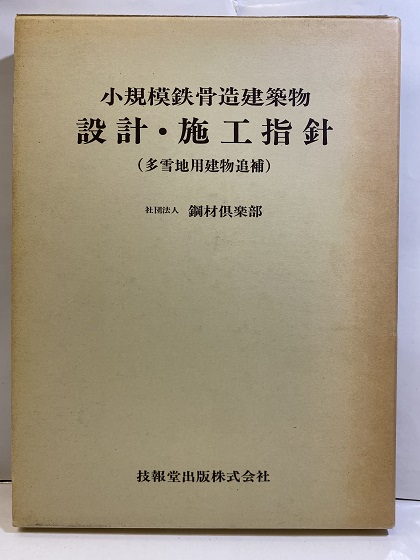 小規模鉄骨造建築物
設計・施工指針
(多雪地用建物追補)
社団法人 鋼材倶楽部
技報堂出版株式会社